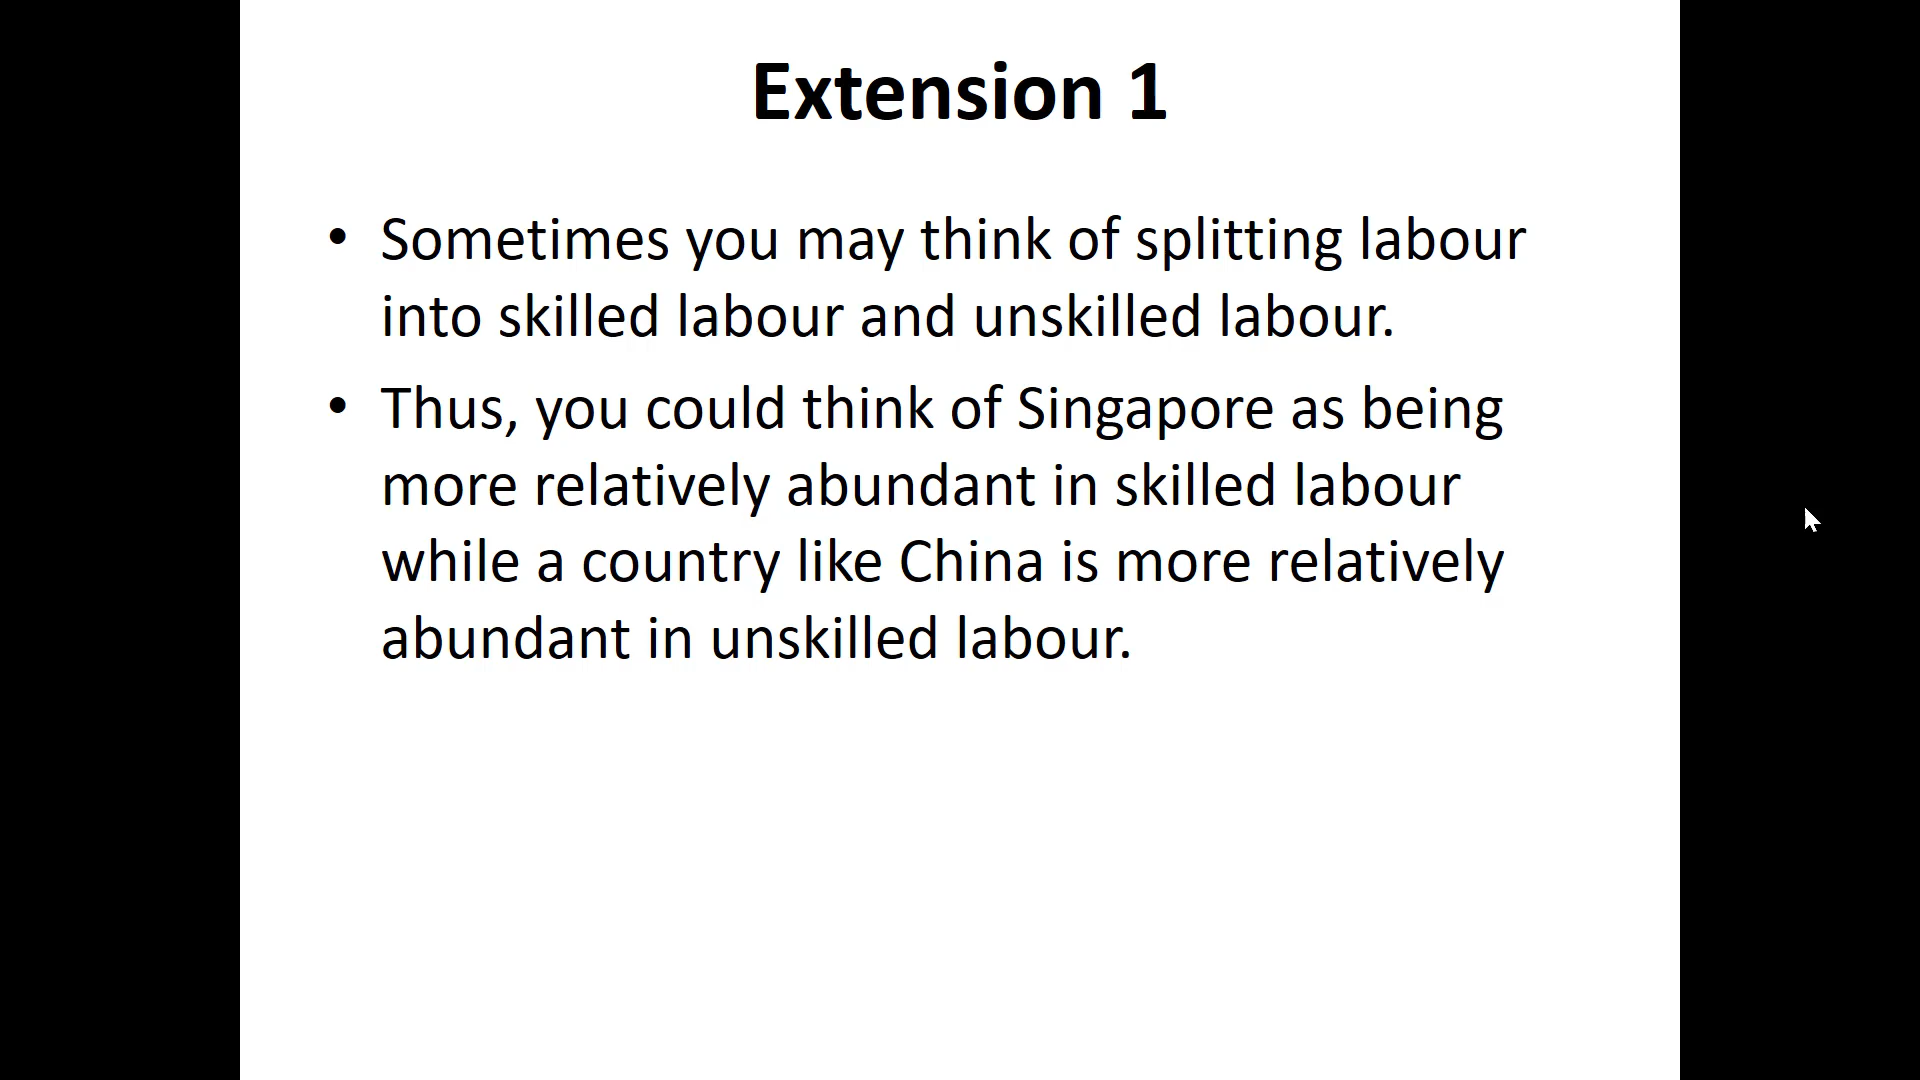 Extension 1
• Sometimes you may think of splitting labour
into skilled labour and unskilled labour.
• Thus, you could think of Singapore as being
more relatively abundant in skilled labour
while a country like China is more relatively
abundant in unskilled labour.